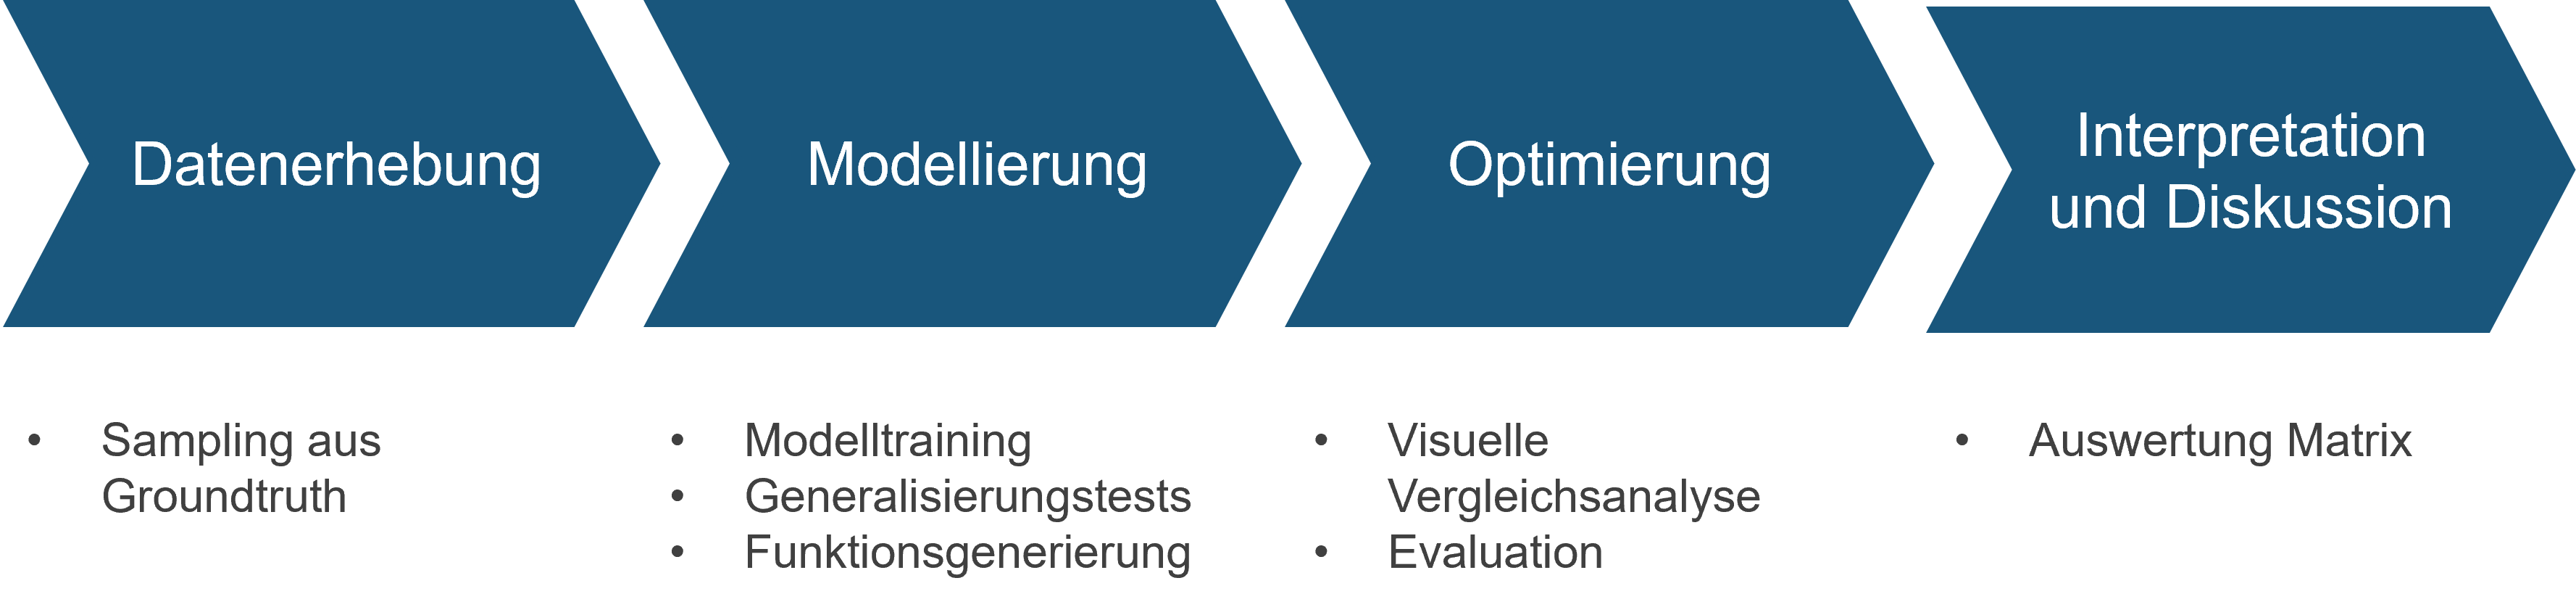 Datenerhebung
Modellierung
Optimierung
Interpretation
und Diskussion
• Sampling aus
Groundtruth
• Modelltraining
• Generalisierungstests
• Funktionsgenerierung
• Visuelle
Vergleichsanalyse
• Evaluation
• Auswertung Matrix